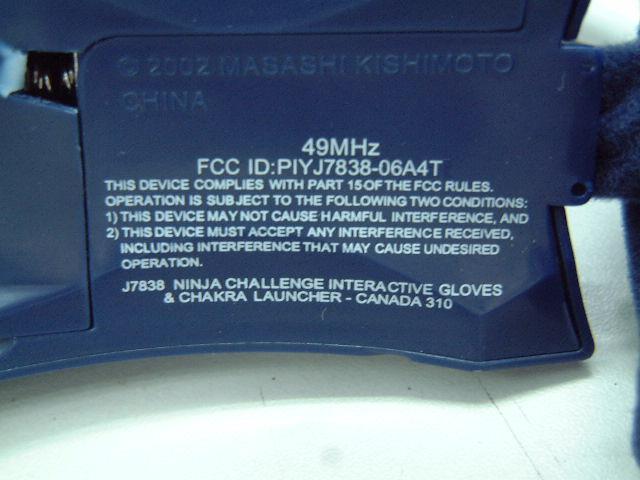 © 2002 MASASHI KISHIMOTO
CHINA
J
49MHz
FCC ID:PIYJ7838-06A4T
THIS DEVICE COMPLIES WITH PART 15 OF THE FCC RULES.
OPERATION IS SUBJECT TO THE FOLLOWING TWO CONDITIONS:
1) THIS DEVICE MAY NOT CAUSE HARMFUL INTERFERENCE, AND
2) THIS DEVICE MUST ACCEPT ANY INTERFERENCE RECEIVED,
INCLUDING INTERFERENCE THAT MAY CAUSE UNDESIRED
OPERATION.
J7838 NINJA CHALLENGE INTERACTIVE GLOVES
& CHAKRA LAUNCHER - CANADA 310